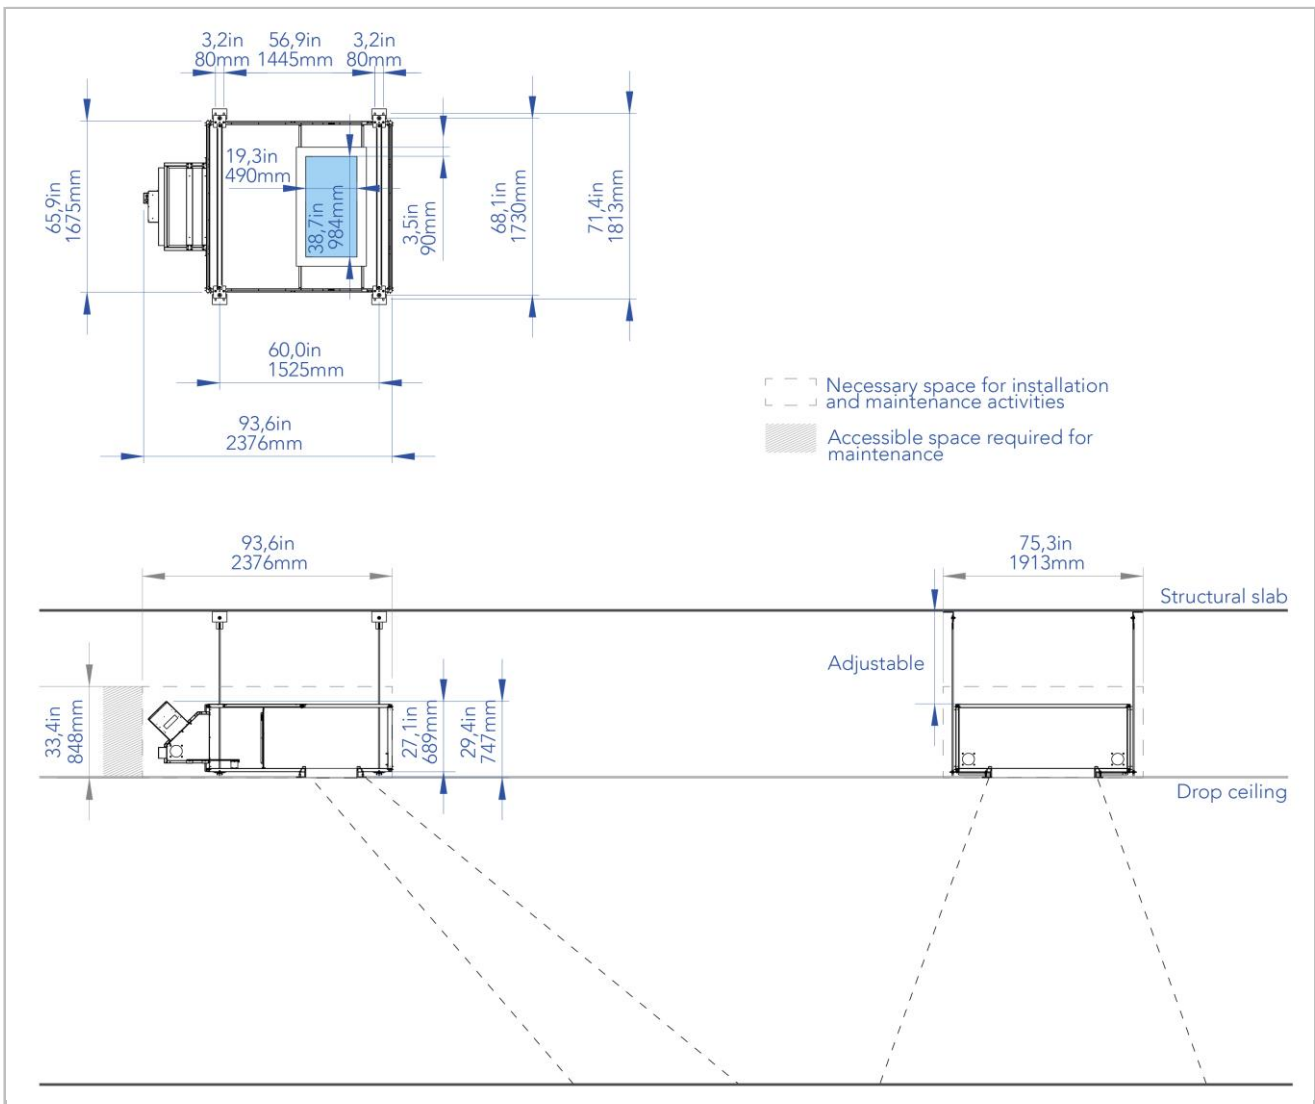 3,2in
80mm
56,9in
1445mm
3,2in
80mm
65,9in
1675mm
19,3in
490mm
38,7in
984mm
3,5in
90mm
68,1in
1730mm
71,4in
1813mm
60,0in
1525mm
93,6in
2376mm
Necessary space for installation
and maintenance activities
Accessible space required for
maintenance
93,6in
2376mm
75,3in
1913mm
Structural slab
Adjustable
33,4in
848mm
27,1in
689mm
29,4in
747mm
Drop ceiling